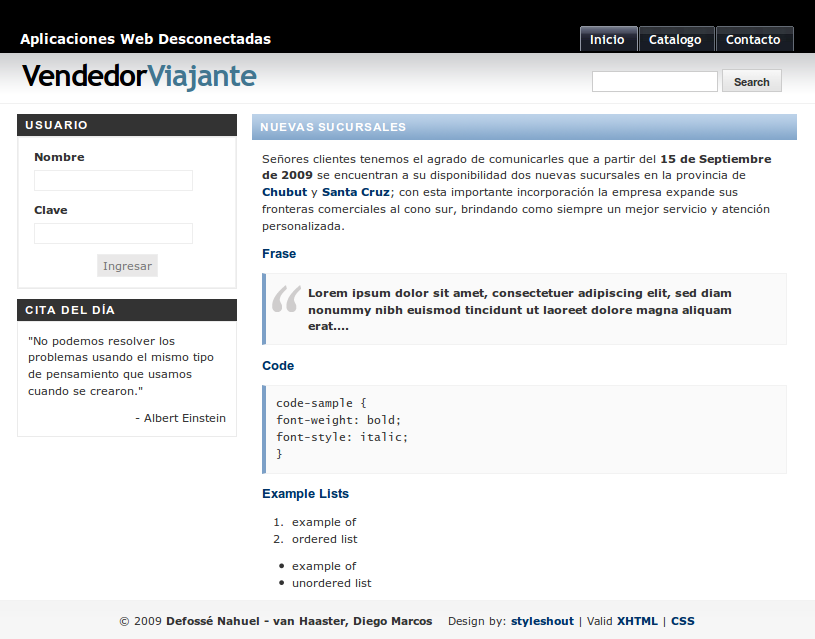 Aplicaciones Web Desconectadas
Inicio Catalogo Contacto
VendedorViajante
Search
USUARIO
Nombre
Clave
Ingresar
CITA DEL DÍA
"No podemos resolver los
problemas usando el mismo tipo
de pensamiento que usamos
cuando se crearon."
- Albert Einstein
NUEVAS SUCURSALES
Señores clientes tenemos el agrado de comunicarles que a partir del 15 de Septiembre
de 2009 se encuentran a su disponibilidad dos nuevas sucursales en la provincia de
Chubut y Santa Cruz; con esta importante incorporación la empresa expande sus
fronteras comerciales al cono sur, brindando como siempre un mejor servicio y atención
personalizada.
Frase
“ Lorem ipsum dolor sit amet, consectetuer adipiscing elit, sed diam
nonummy nibh euismod tincidunt ut laoreet dolore magna aliquam
erat....
Code
code-sample {
font-weight: bold;
font-style: italic;
}
Example Lists
1. example of
2. ordered list
• example of
• unordered list
© 2009 Defossé Nahuel - van Haaster, Diego Marcos Design by: styleshout | Valid XHTML | CSS